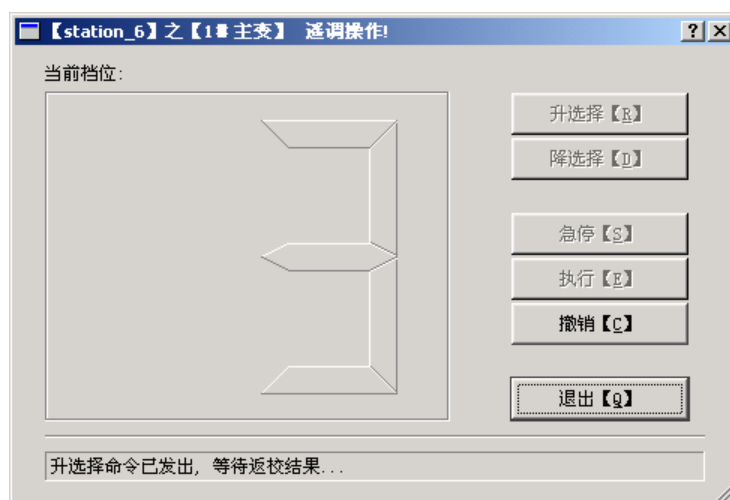 【station_6】之【1#主变】 遥调操作!
当前档位:
3
升选择【R】
降选择【D】
急停【S】
执行【E】
撤销【C】
退出【Q】
升选择命令已发出, 等待返校结果...